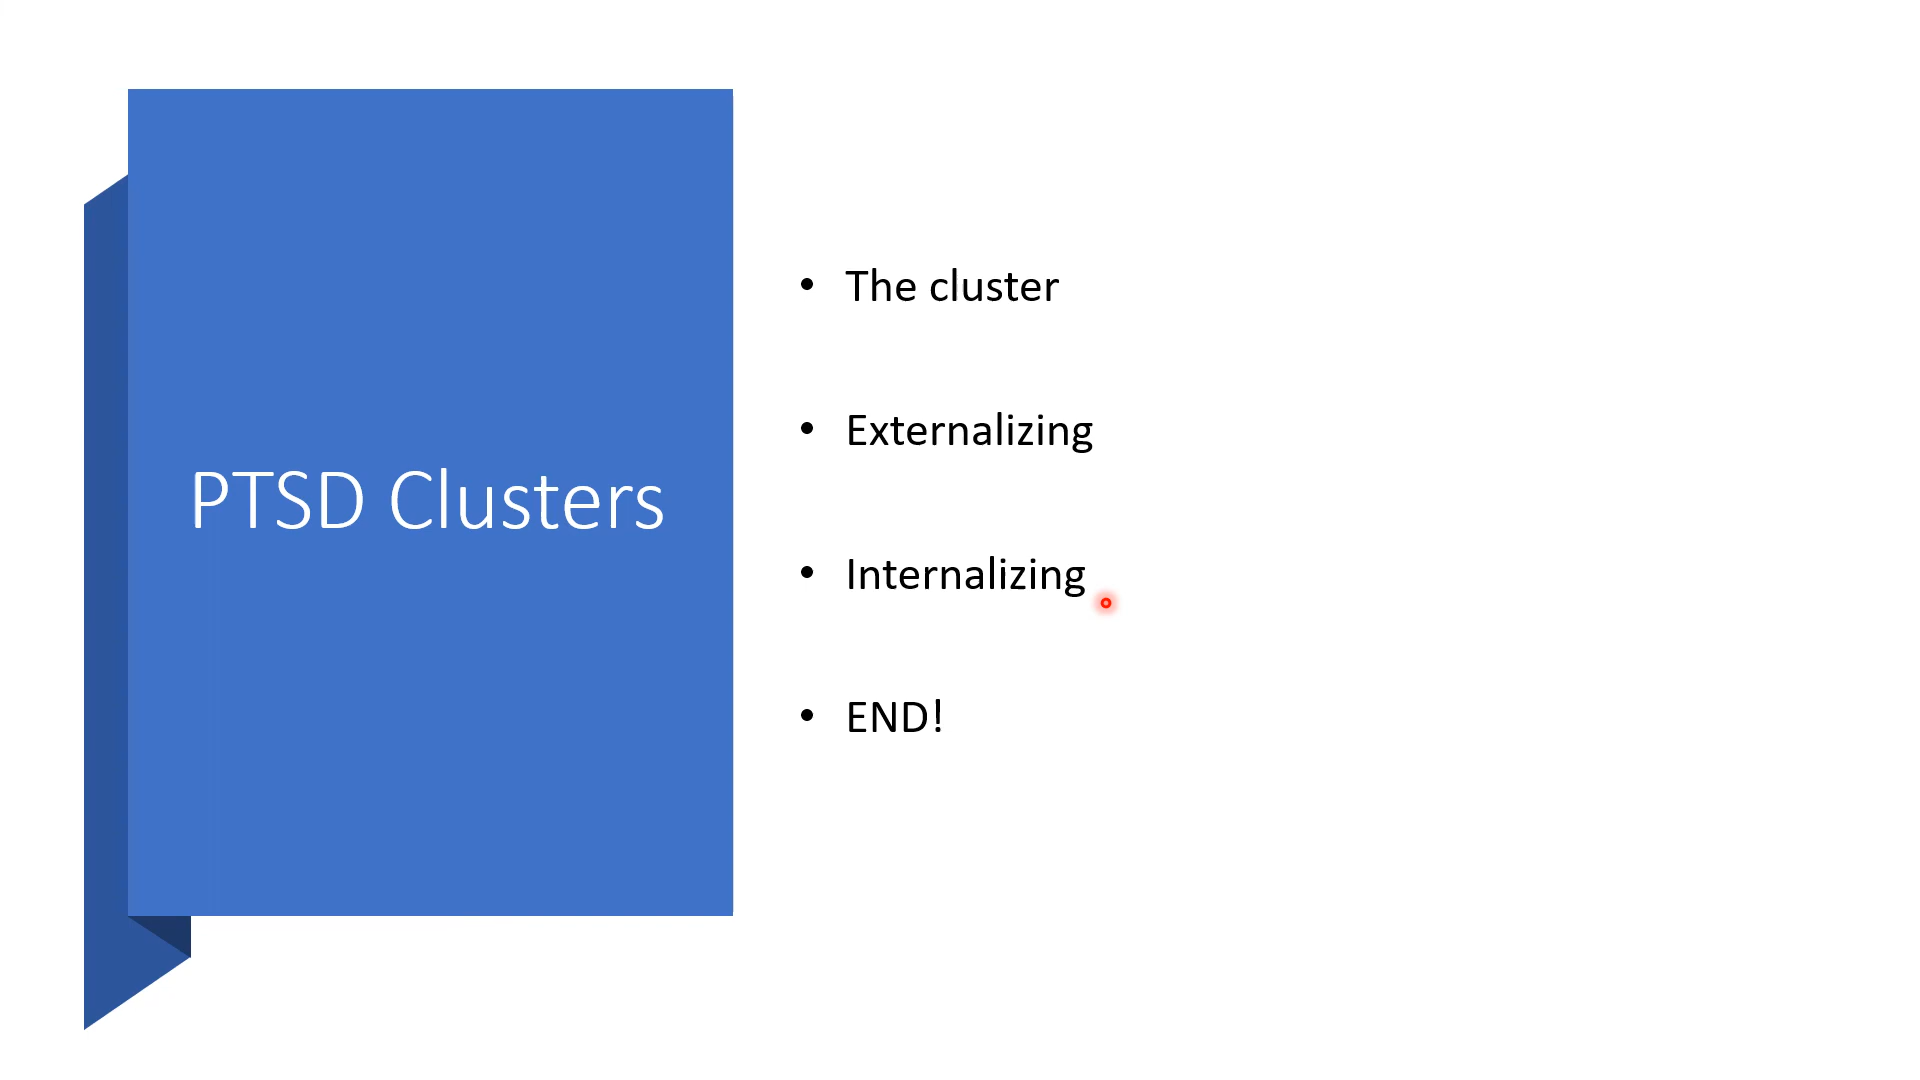 PTSD Clusters
• The cluster
• Externalizing
• Internalizing
• END!